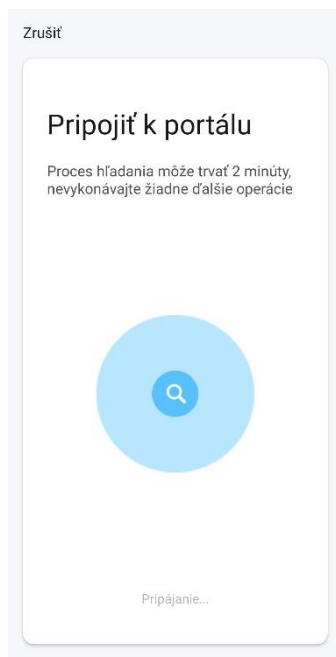 Zrušiť
Pripojiť k portálu
Proces hľadania môže trvať 2 minúty,
nevykonávajte žiadne ďalšie operácie
Pripájanie...